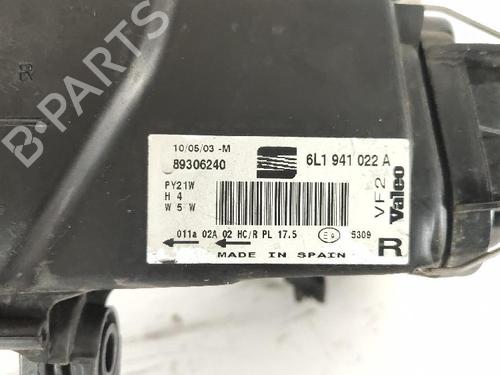 B-PARTS
R
10/05/03 -M
89306240
6L1 941 022 A
PY21W
H 4
W 5 W
VF2
Valeo
011a 02A 02 HC/R PL 17.5
E9
5309
R
MADE IN SPAIN